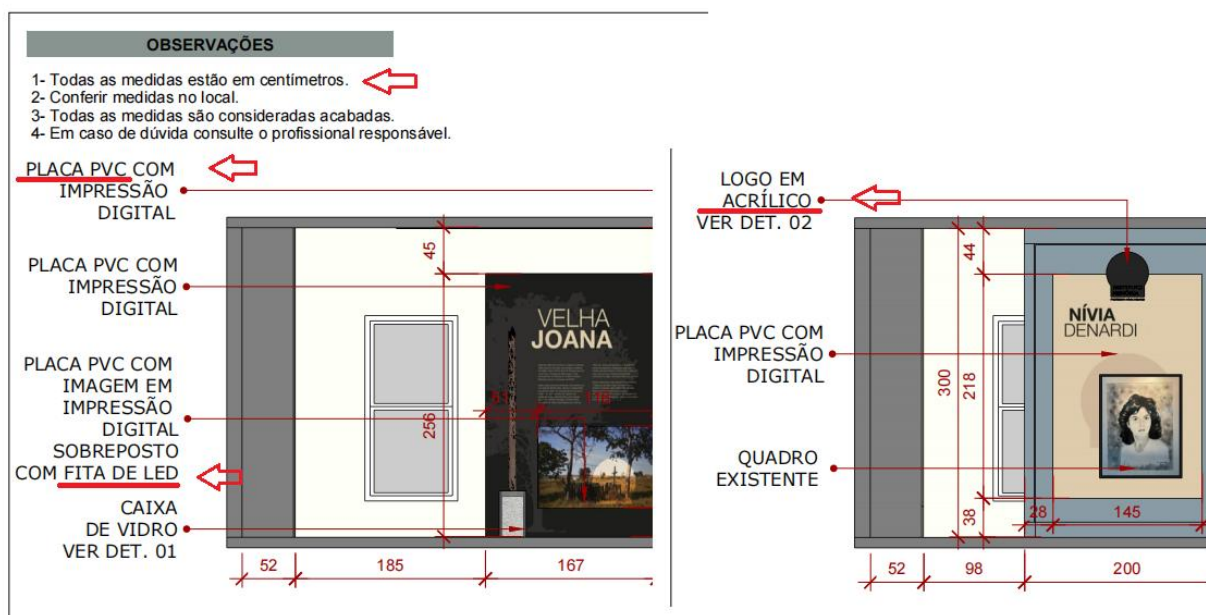 OBSERVAÇÕES
1- Todas as medidas estão em centímetros.
2- Conferir medidas no local.
3- Todas as medidas são consideradas acabadas.
4- Em caso de dúvida consulte o profissional responsável.
PLACA PVC COM
IMPRESSÃO
DIGITAL
PLACA PVC COM
IMPRESSÃO
DIGITAL
PLACA PVC COM
IMAGEM EM
IMPRESSÃO
DIGITAL
SOBREPOSTO
COM FITA DE LED
CAIXA
DE VIDRO
VER DET. 01
45
256
VELHA
JOANA
52
185
167
LOGO EM
ACRÍLICO
VER DET. 02
PLACA PVC COM
IMPRESSÃO
DIGITAL
QUADRO
EXISTENTE
44
300
218
38
NÍVIA
DENARDI
28
145
52
98
200